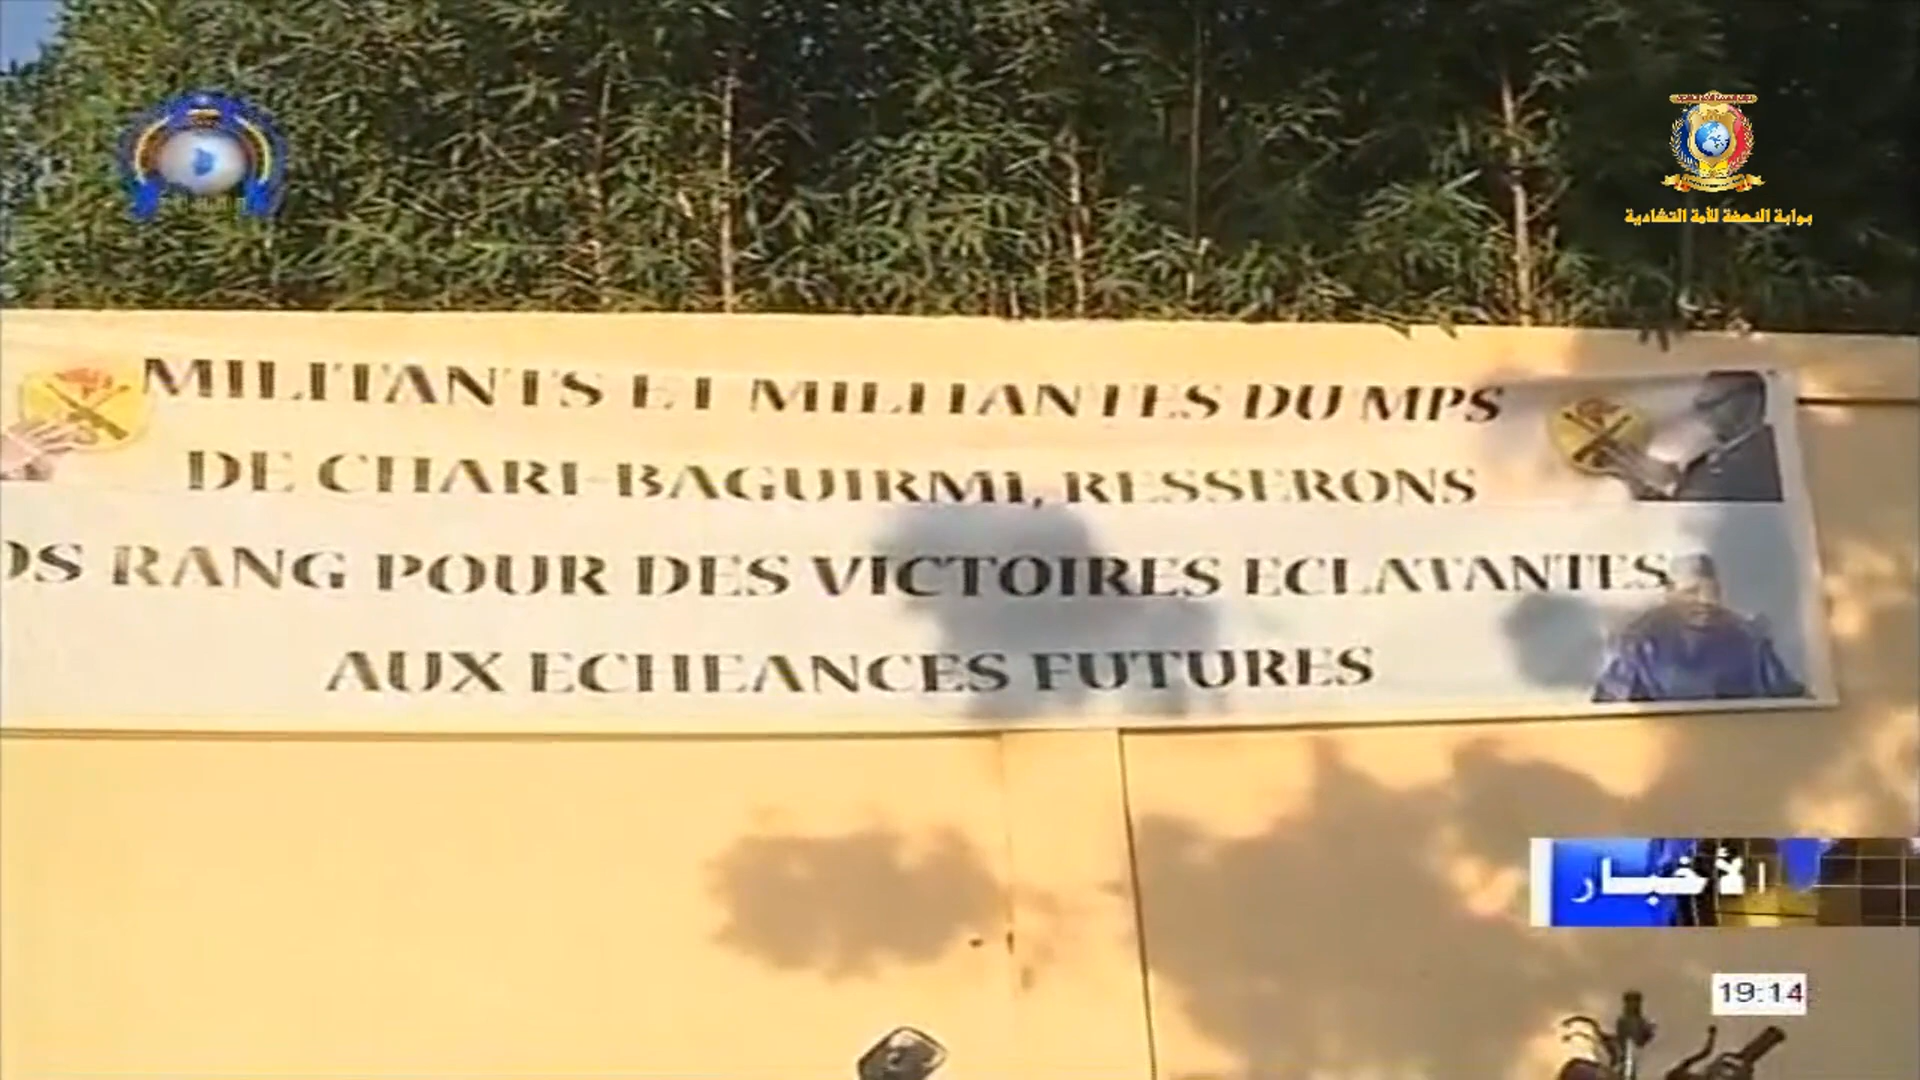 بوابة النهضة للأمة التشادية
MILITANTS ET MILITANTES DU MPS
DE CHARI-BAGUIRMI, RESSERONS
OS RANG POUR DES VICTOIRES ECLATANTES
AUX ECHEANCES FUTURES
الأخبار
19:14